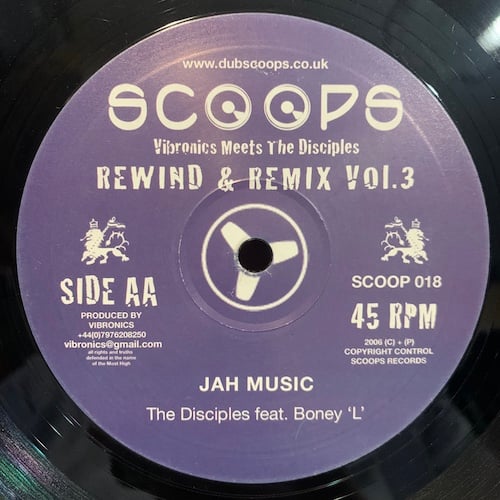 www.dubscoops.co.uk
SCOOPS
Vibronics Meets The Disciples
REWIND & REMIX Vol.3
SIDE AA
PRODUCED BY
VIBRONICS
+44(0)7976208250
vibronics@gmail.com
all rights and truths
defended in the name
of the Most High
SCOOP 018
45 RPM
2006 (C) + (P)
COPYRIGHT CONTROL
SCOOPS RECORDS
JAH MUSIC
The Disciples feat. Boney ‘L’